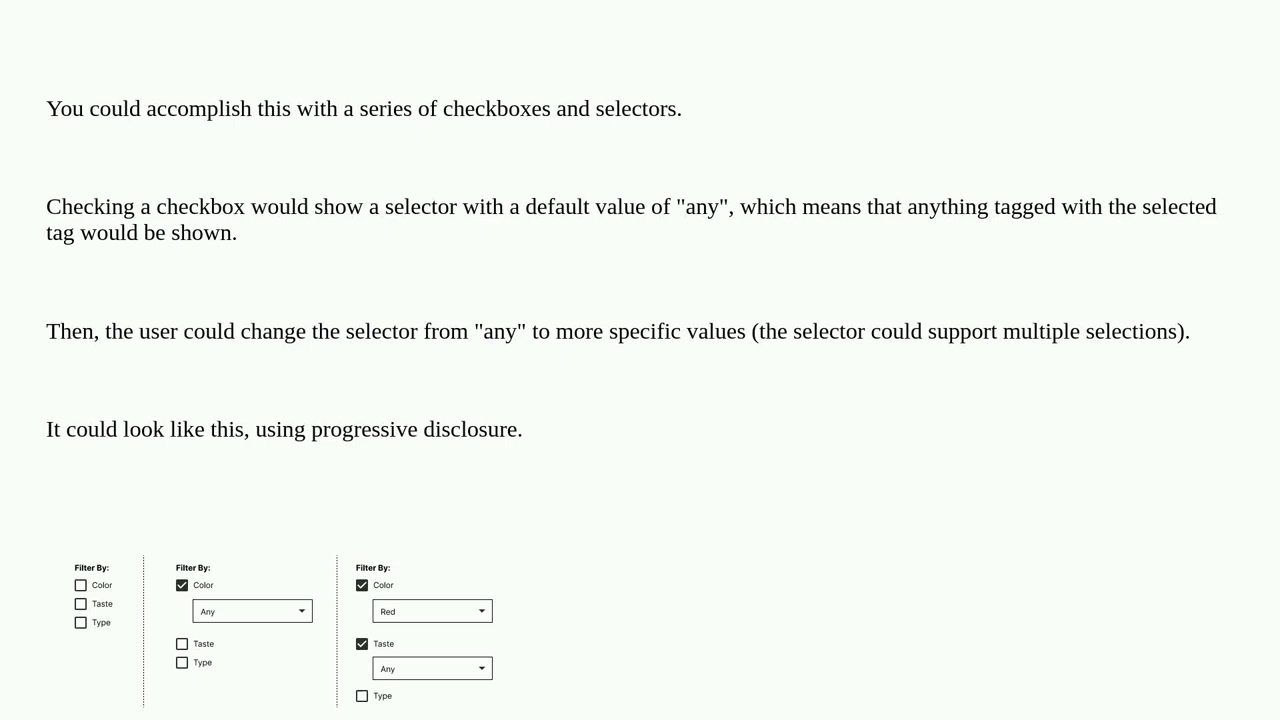 You could accomplish this with a series of checkboxes and selectors.
Checking a checkbox would show a selector with a default value of "any", which means that anything tagged with the selected
tag would be shown.
Then, the user could change the selector from "any" to more specific values (the selector could support multiple selections).
It could look like this, using progressive disclosure.
Filter By:
Color
Taste
Type
Filter By:
Color
Any
Taste
Type
Filter By:
Color
Red
Taste
Any
Type